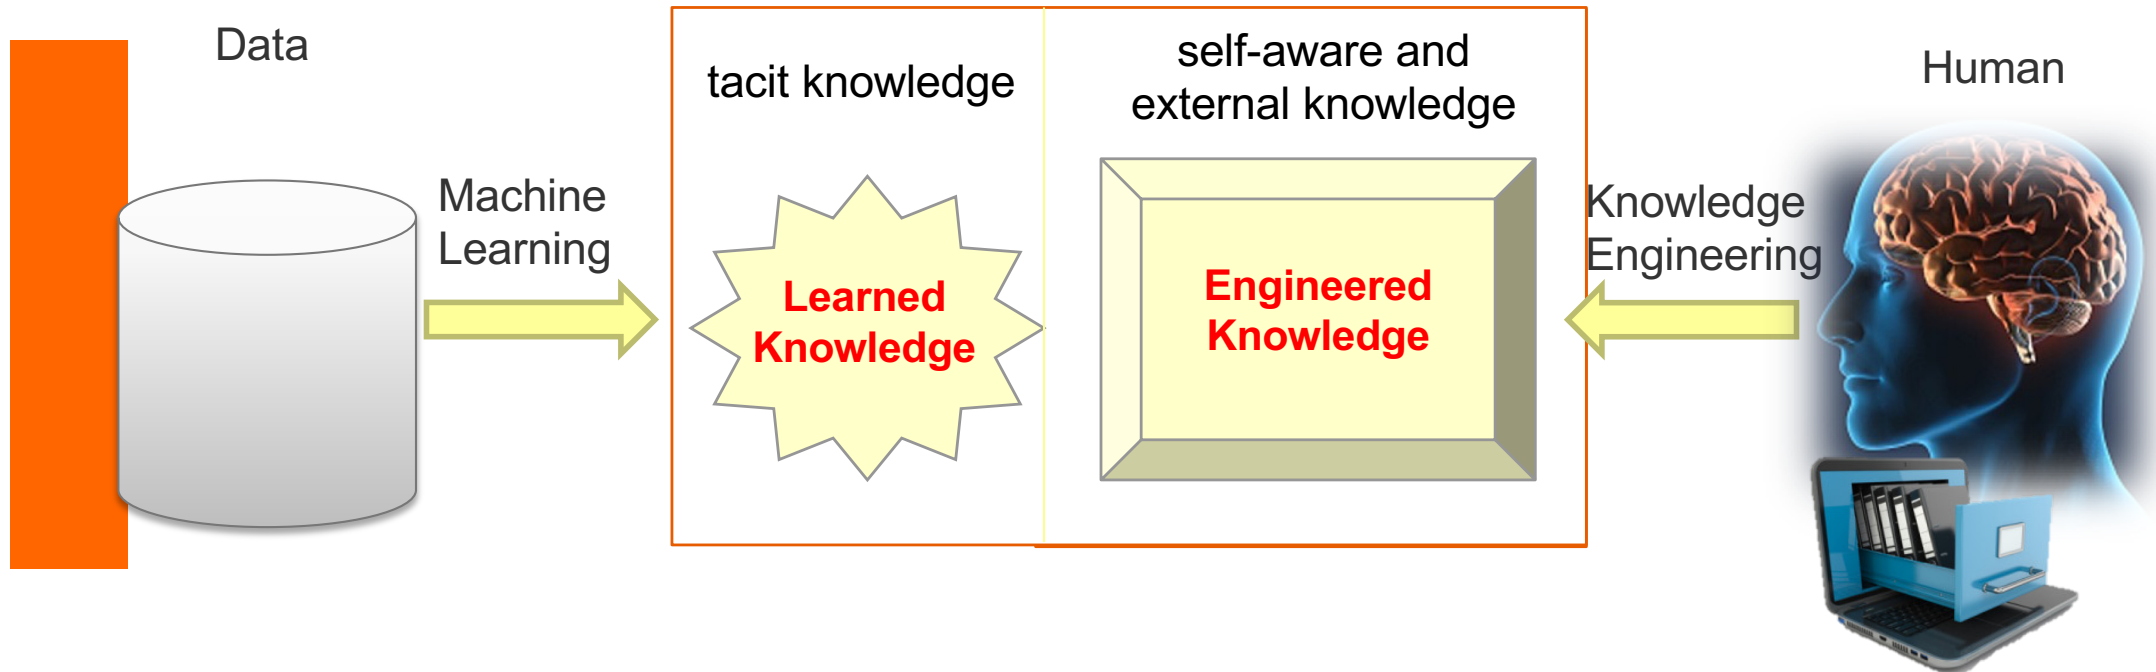 Data
Machine
Learning
tacit knowledge
Learned
Knowledge
self-aware and
external knowledge
Engineered
Knowledge
Knowledge
Engineering
Human